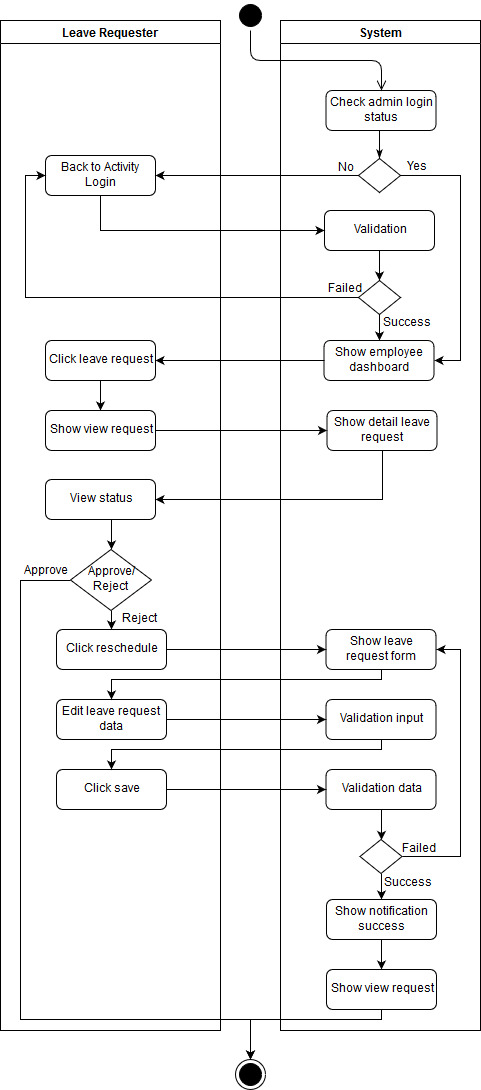 Leave Requester
System
Check admin login
status
No
Yes
Back to Activity
Login
Validation
Failed
Success
Click leave request
Show employee
dashboard
Show view request
Show detail leave
request
View status
Approve
Approve/
Reject
Reject
Click reschedule
Show leave
request form
Edit leave request
data
Validation input
Click save
Validation data
Failed
Success
Show notification
success
Show view request